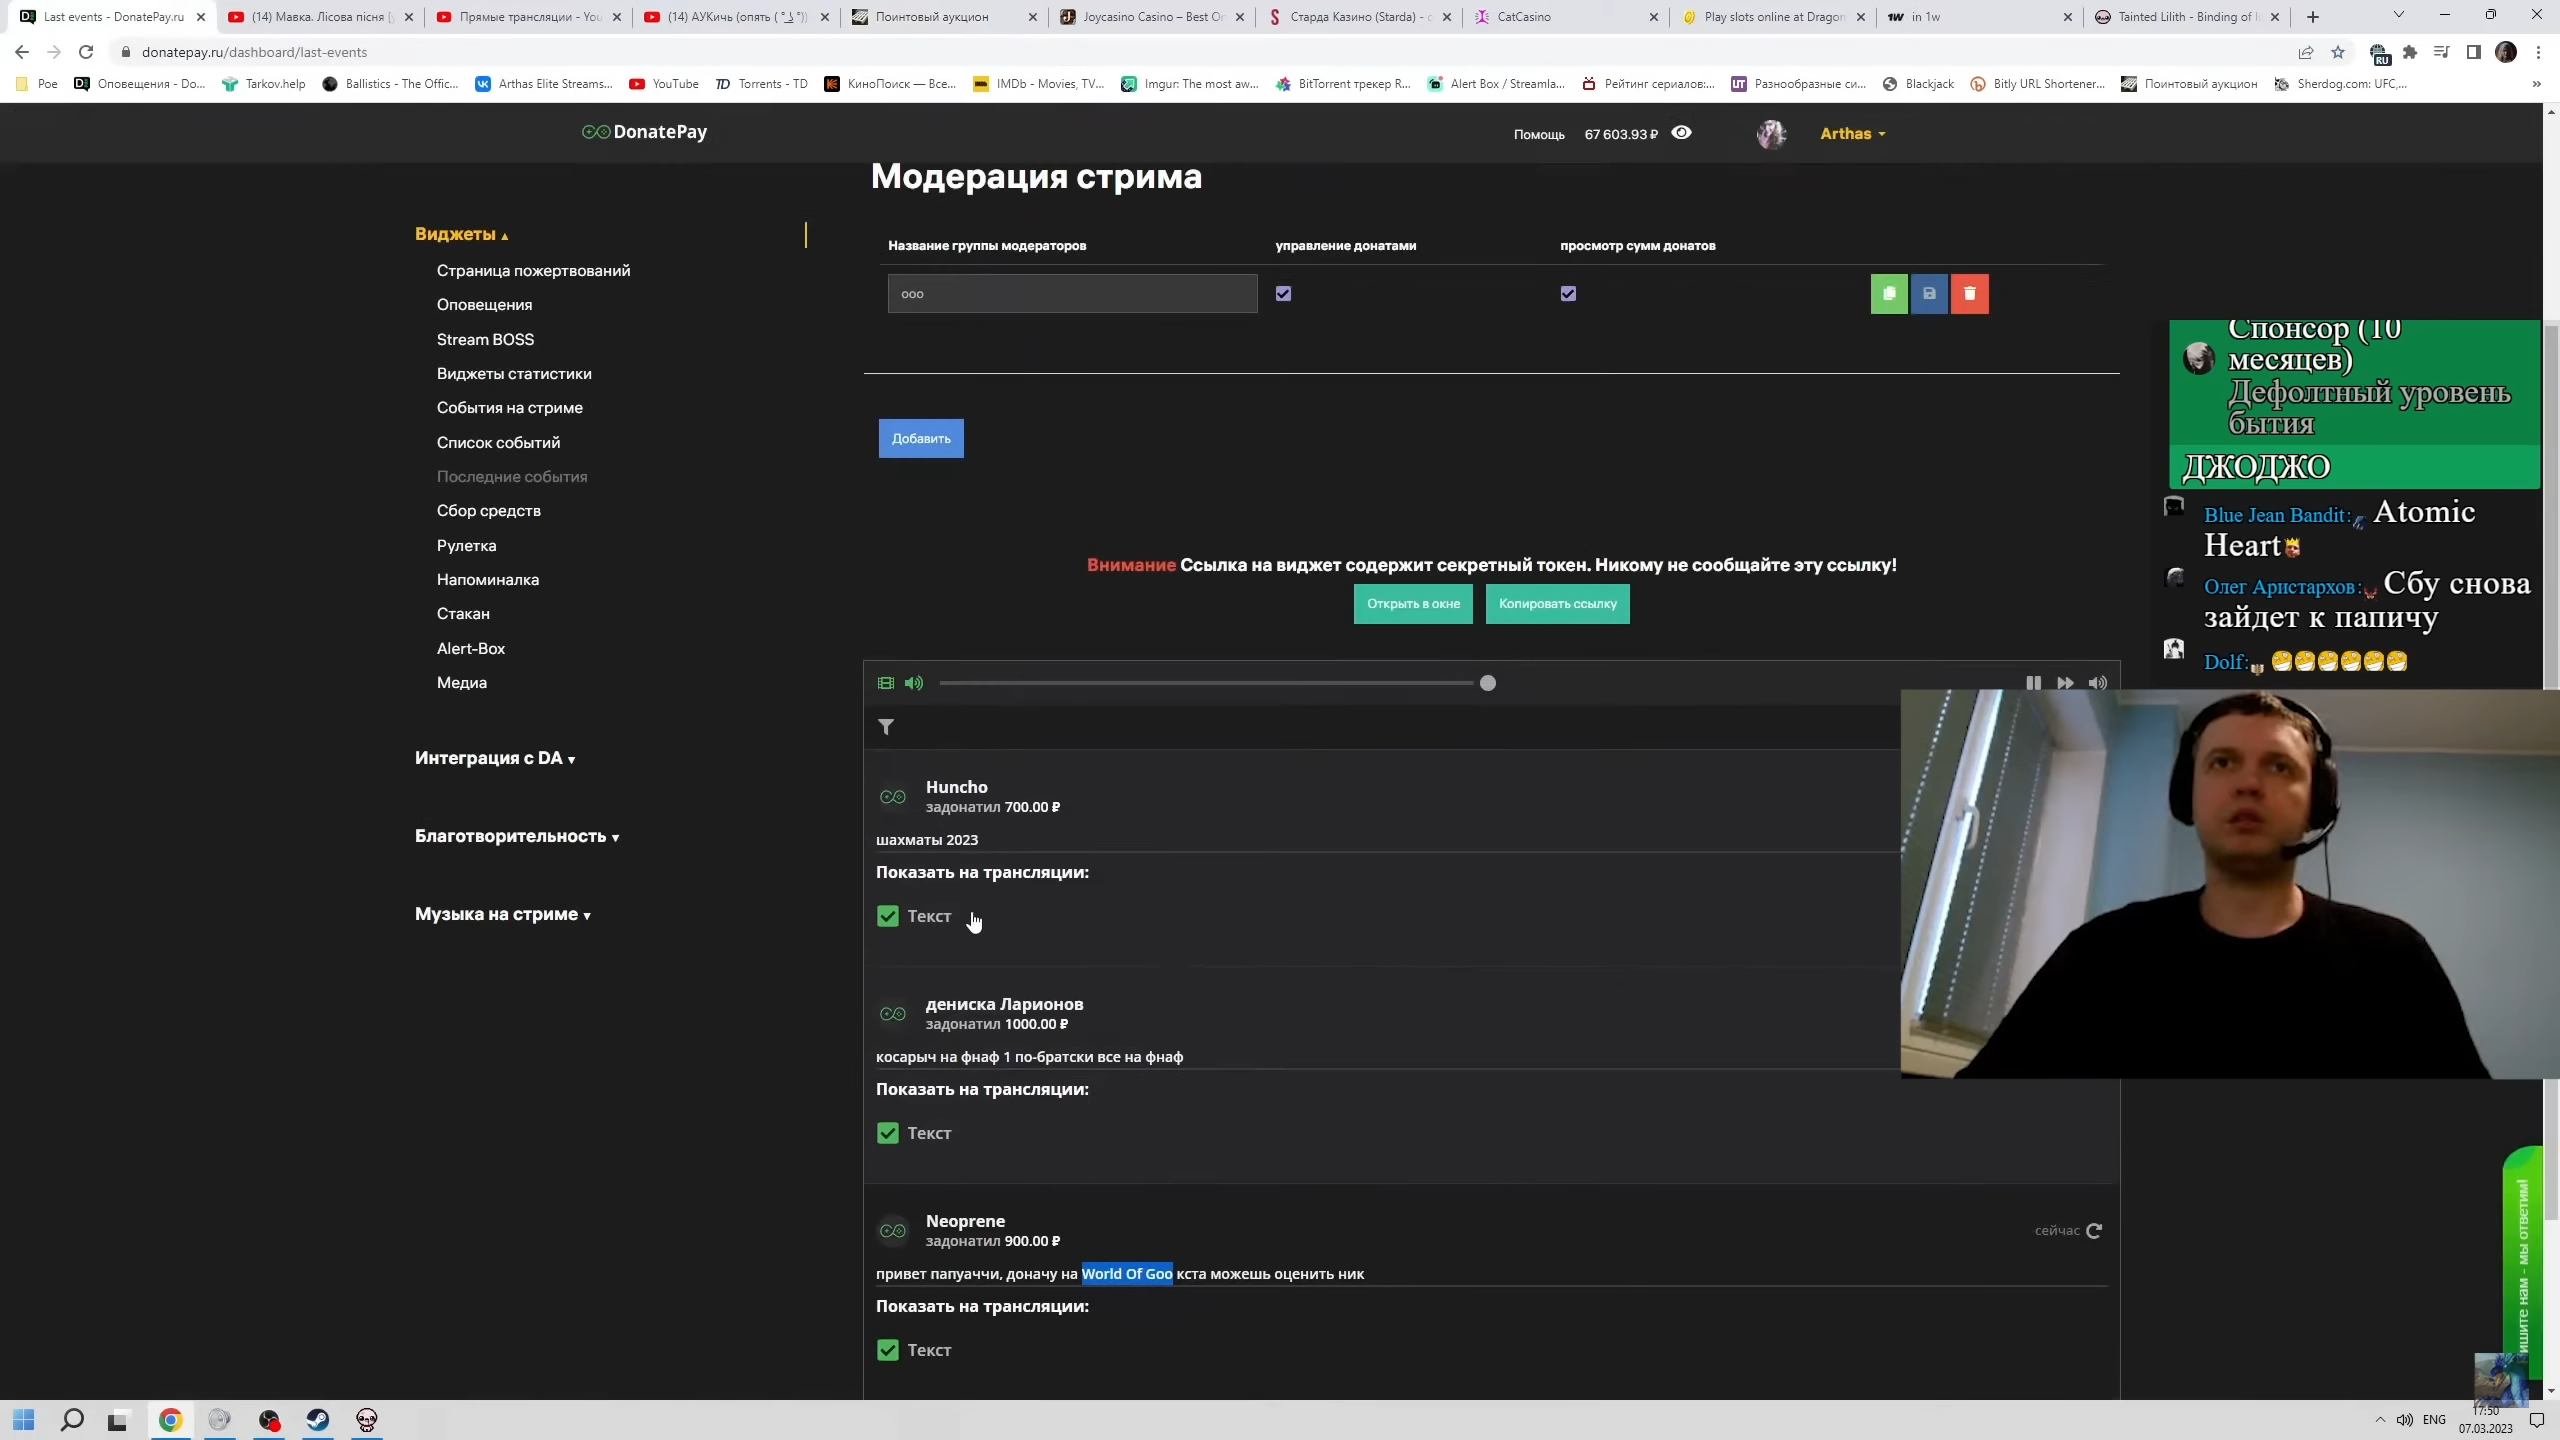 Last events - DonatePay.ru
(14) Мавка. Лісова пісня
Прямые трансляции - You
(14) АУКичь (опять ( ͡° ͜ʖ ͡°))
Поинтовый аукцион
Joycasino Casino – Best On
Старда Казино (Starda) -
CatCasino
Play slots online at Dragon
1W in 1w
Tainted Lilith - Binding of I
donatepay.ru/dashboard/last-events
RU
Poe
Оповещения - Do...
Tarkov.help
Ballistics - The Offic...
Arthas Elite Streams...
YouTube
TD Torrents - TD
КиноПоиск — Все...
IMDb - Movies, TV...
Imgur: The most aw...
BitTorrent трекер R...
Alert Box / Streamla...
Рейтинг сериалов:...
Разнообразные си...
Blackjack
Bitly URL Shortener...
Поинтовый аукцион
Sherdog.com: UFC,...
DonatePay
Помощь
67 603.93 ₽
Arthas
Модерация стрима
Виджеты ▴
Страница пожертвований
Оповещения
Stream BOSS
Виджеты статистики
События на стриме
Список событий
Последние события
Сбор средств
Рулетка
Напоминалка
Стакан
Alert-Box
Медиа
Интеграция с DA ▾
Благотворительность ▾
Музыка на стриме ▾
Название группы модераторов
управление донатами
просмотр сумм донатов
ооо
Добавить
Внимание Ссылка на виджет содержит секретный токен. Никому не сообщайте эту ссылку!
Открыть в окне
Копировать ссылку
Huncho
задонатил 700.00 ₽
шахматы 2023
Показать на трансляции:
Текст
дениска Ларионов
задонатил 1000.00 ₽
косарыч на фнаф 1 по-братски все на фнаф
Показать на трансляции:
Текст
Neoprene
задонатил 900.00 ₽
сейчас
привет папуаччи, доначу на World Of Goo кста можешь оценить ник
Показать на трансляции:
Текст
Спонсор (10
месяцев)
Дефолтный уровень
бытия
ДЖОДЖО
Blue Jean Bandit: Atomic
Heart
Олег Аристархов: Сбу снова
зайдет к папичу
Dolf:
ишите нам - мы ответим!
ENG
17:50
07.03.2023